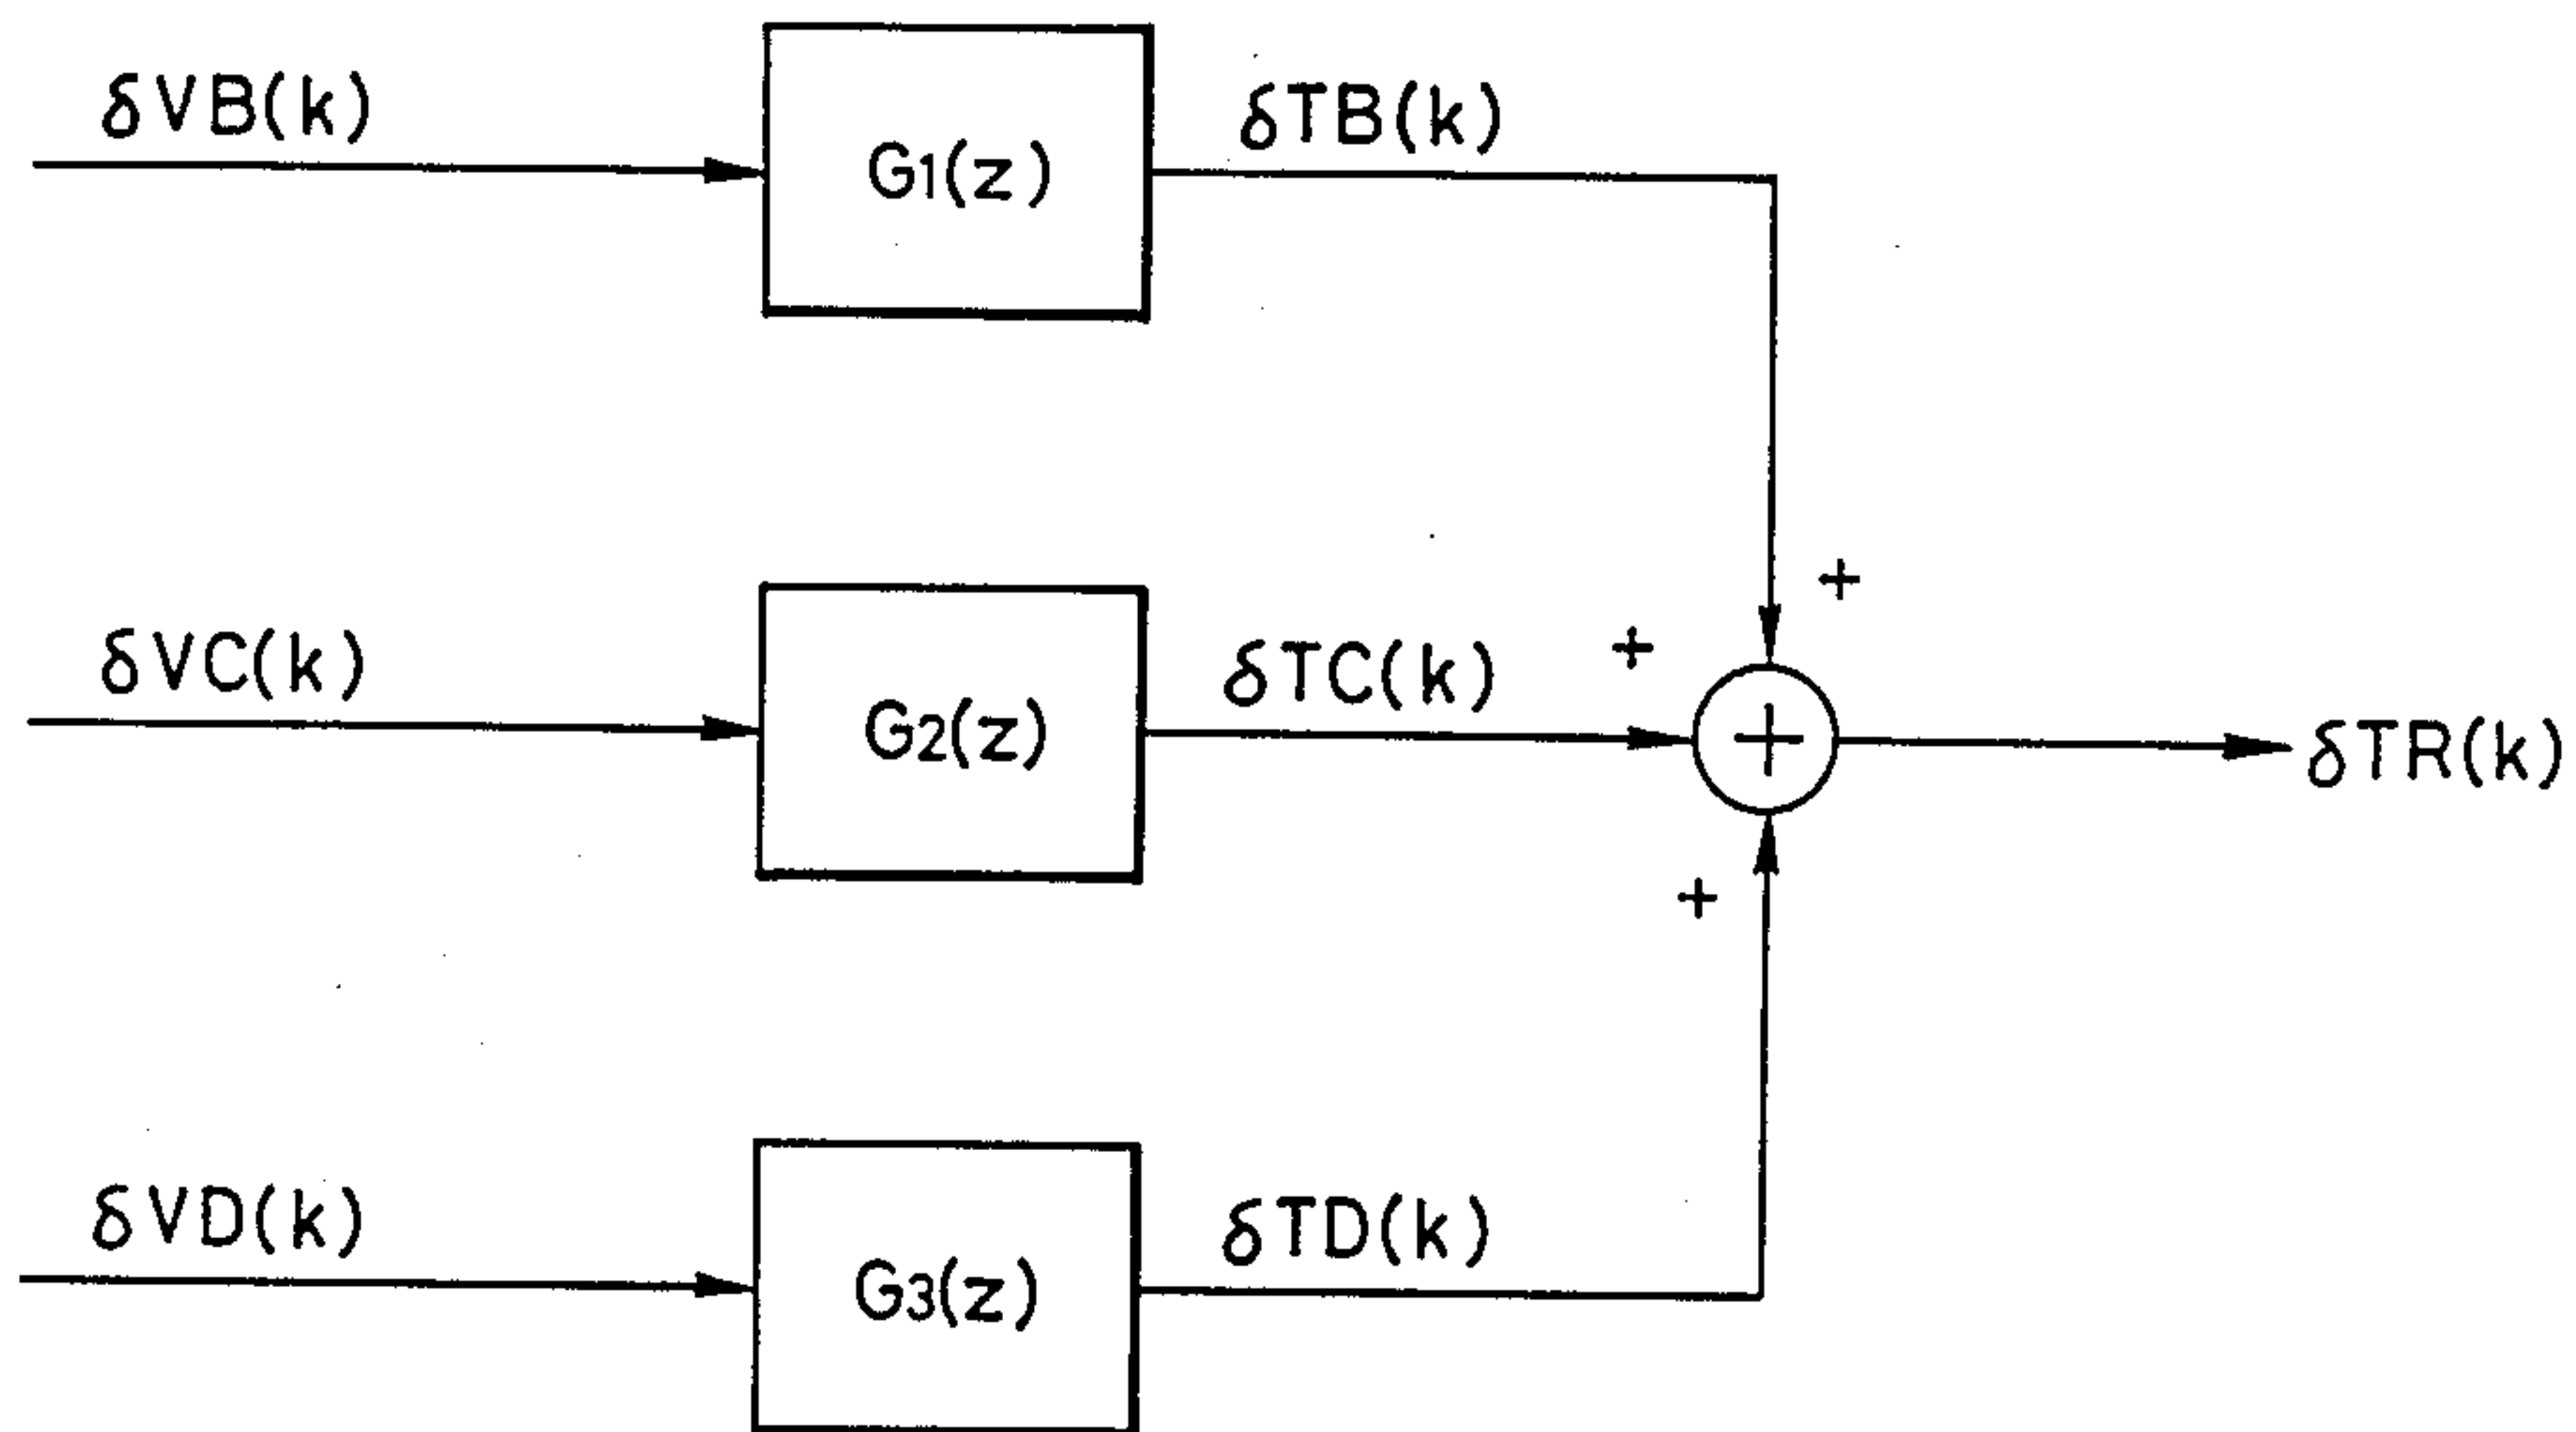 δVB(k)
G1(z)
δTB(k)
+
δVC(k)
G2(z)
δTC(k)
+
+
δTR(k)
+
δVD(k)
G3(z)
δTD(k)